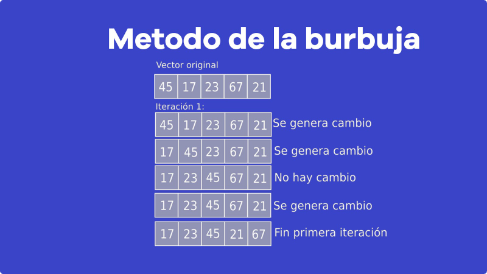 Metodo de la burbuja
Vector original
45 17 23 67 21
Iteración 1:
45 17 23 67 21 Se genera cambio
17 45 23 67 21 Se genera cambio
17 23 45 67 21 No hay cambio
17 23 45 67 21 Se genera cambio
17 23 45 21 67 Fin primera iteración